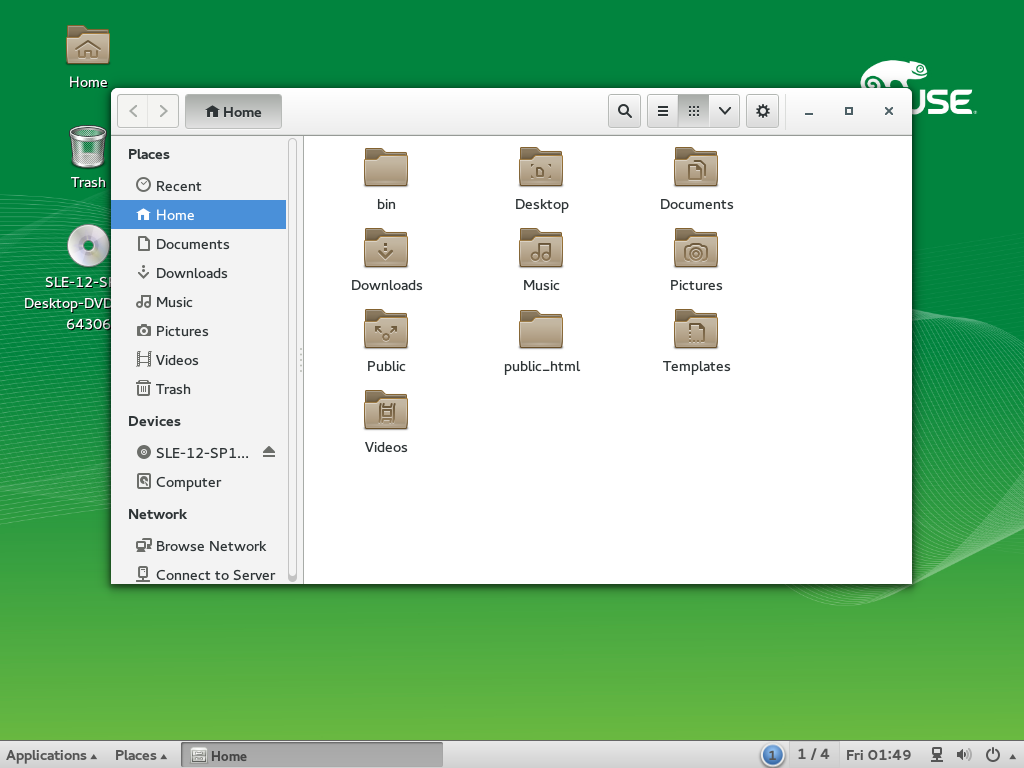 Home
Trash
SLE-12-SP
Desktop-DVD
64306
USE
Home
Places
Recent
Home
Documents
Downloads
Music
Pictures
Videos
Trash
Devices
SLE-12-SP1...
Computer
Network
Browse Network
Connect to Server
bin
Desktop
Documents
Downloads
Music
Pictures
Public
public_html
Templates
Videos
Applications
Places
Home
1
1 / 4
Fri 01:49